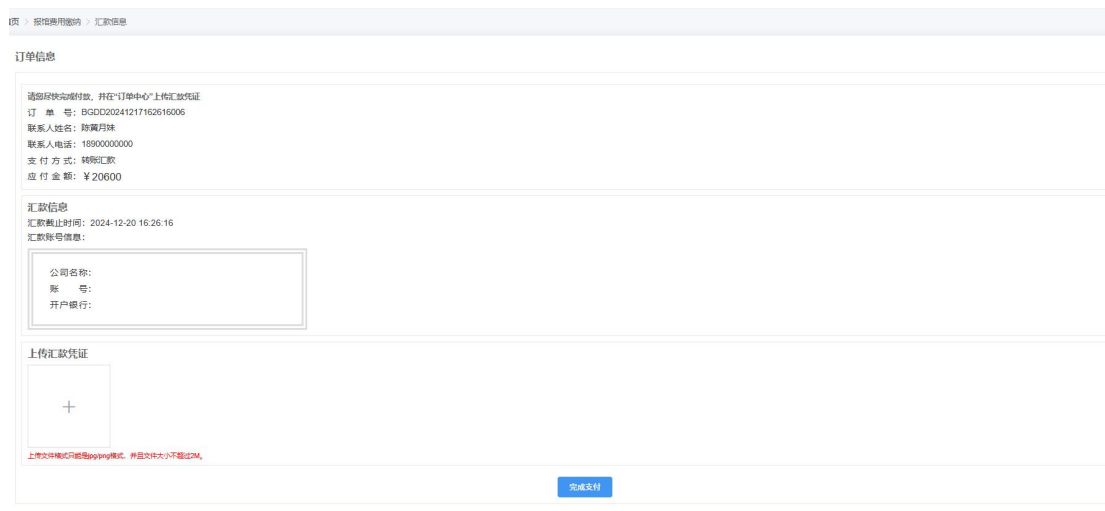 页 > 报馆费用缴纳 > 汇款信息
订单信息
请您尽快完成付款，并在“订单中心”上传汇款凭证
订 单 号：BGDD20241217162616006
联系人姓名：陈黄月妹
联系人电话：18900000000
支 付 方 式：转账汇款
应 付 金 额：￥20600
汇款信息
汇款截止时间：2024-12-20 16:26:16
汇款账号信息：
公司名称：
账 号：
开户银行：
上传汇款凭证
上传文件格式只能是jpg/png格式、并且文件大小不超过2M。
完成支付